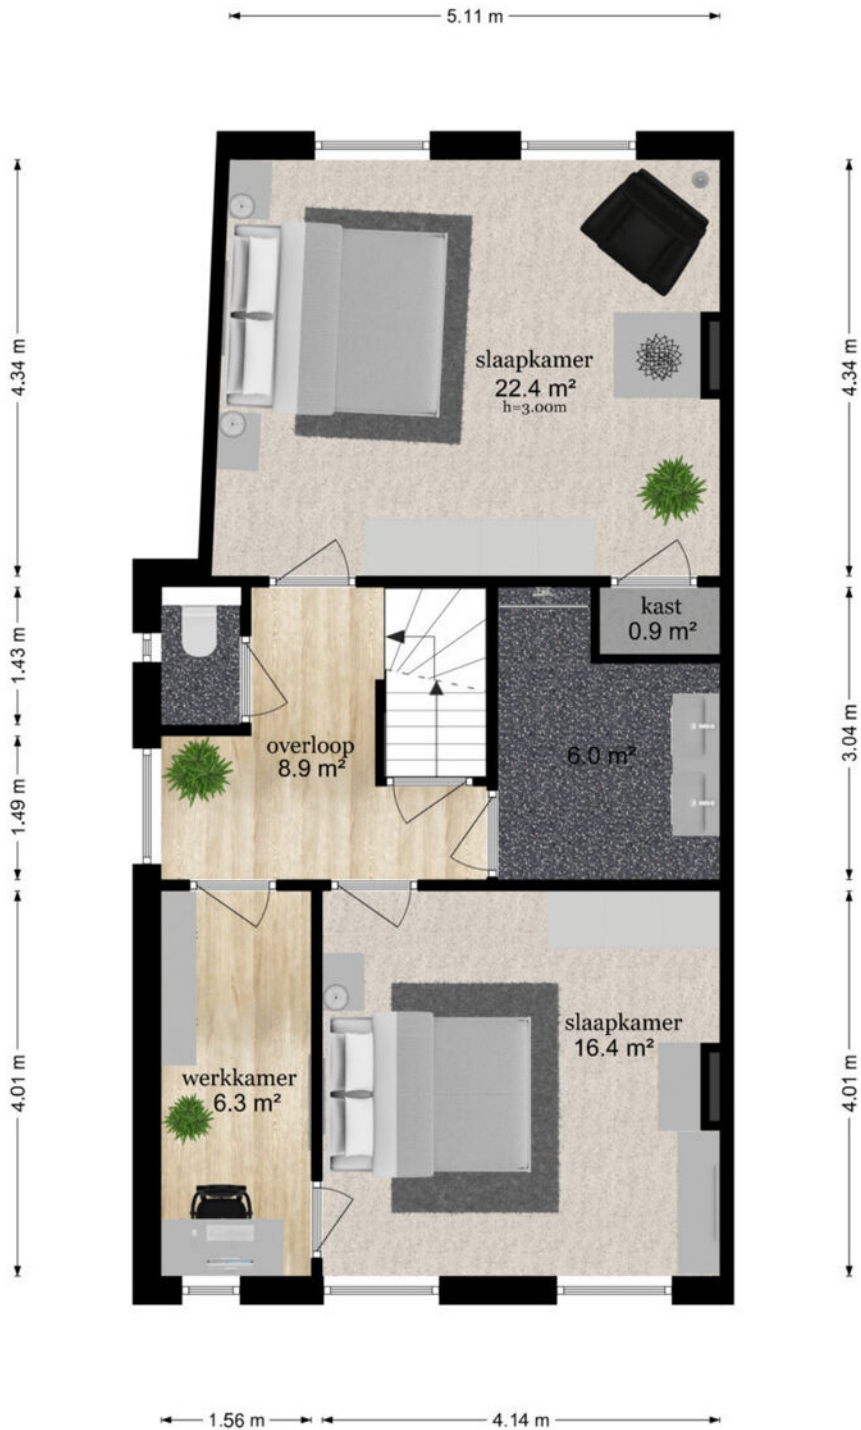 5.11 m
4.34 m
4.34 m
slaapkamer
22.4 m²
h=3.00m
kast
0.9 m²
1.43 m
3.04 m
overloop
8.9 m²
6.0 m²
1.49 m
slaapkamer
16.4 m²
werkkamer
6.3 m²
4.01 m
4.01 m
1.56 m
4.14 m